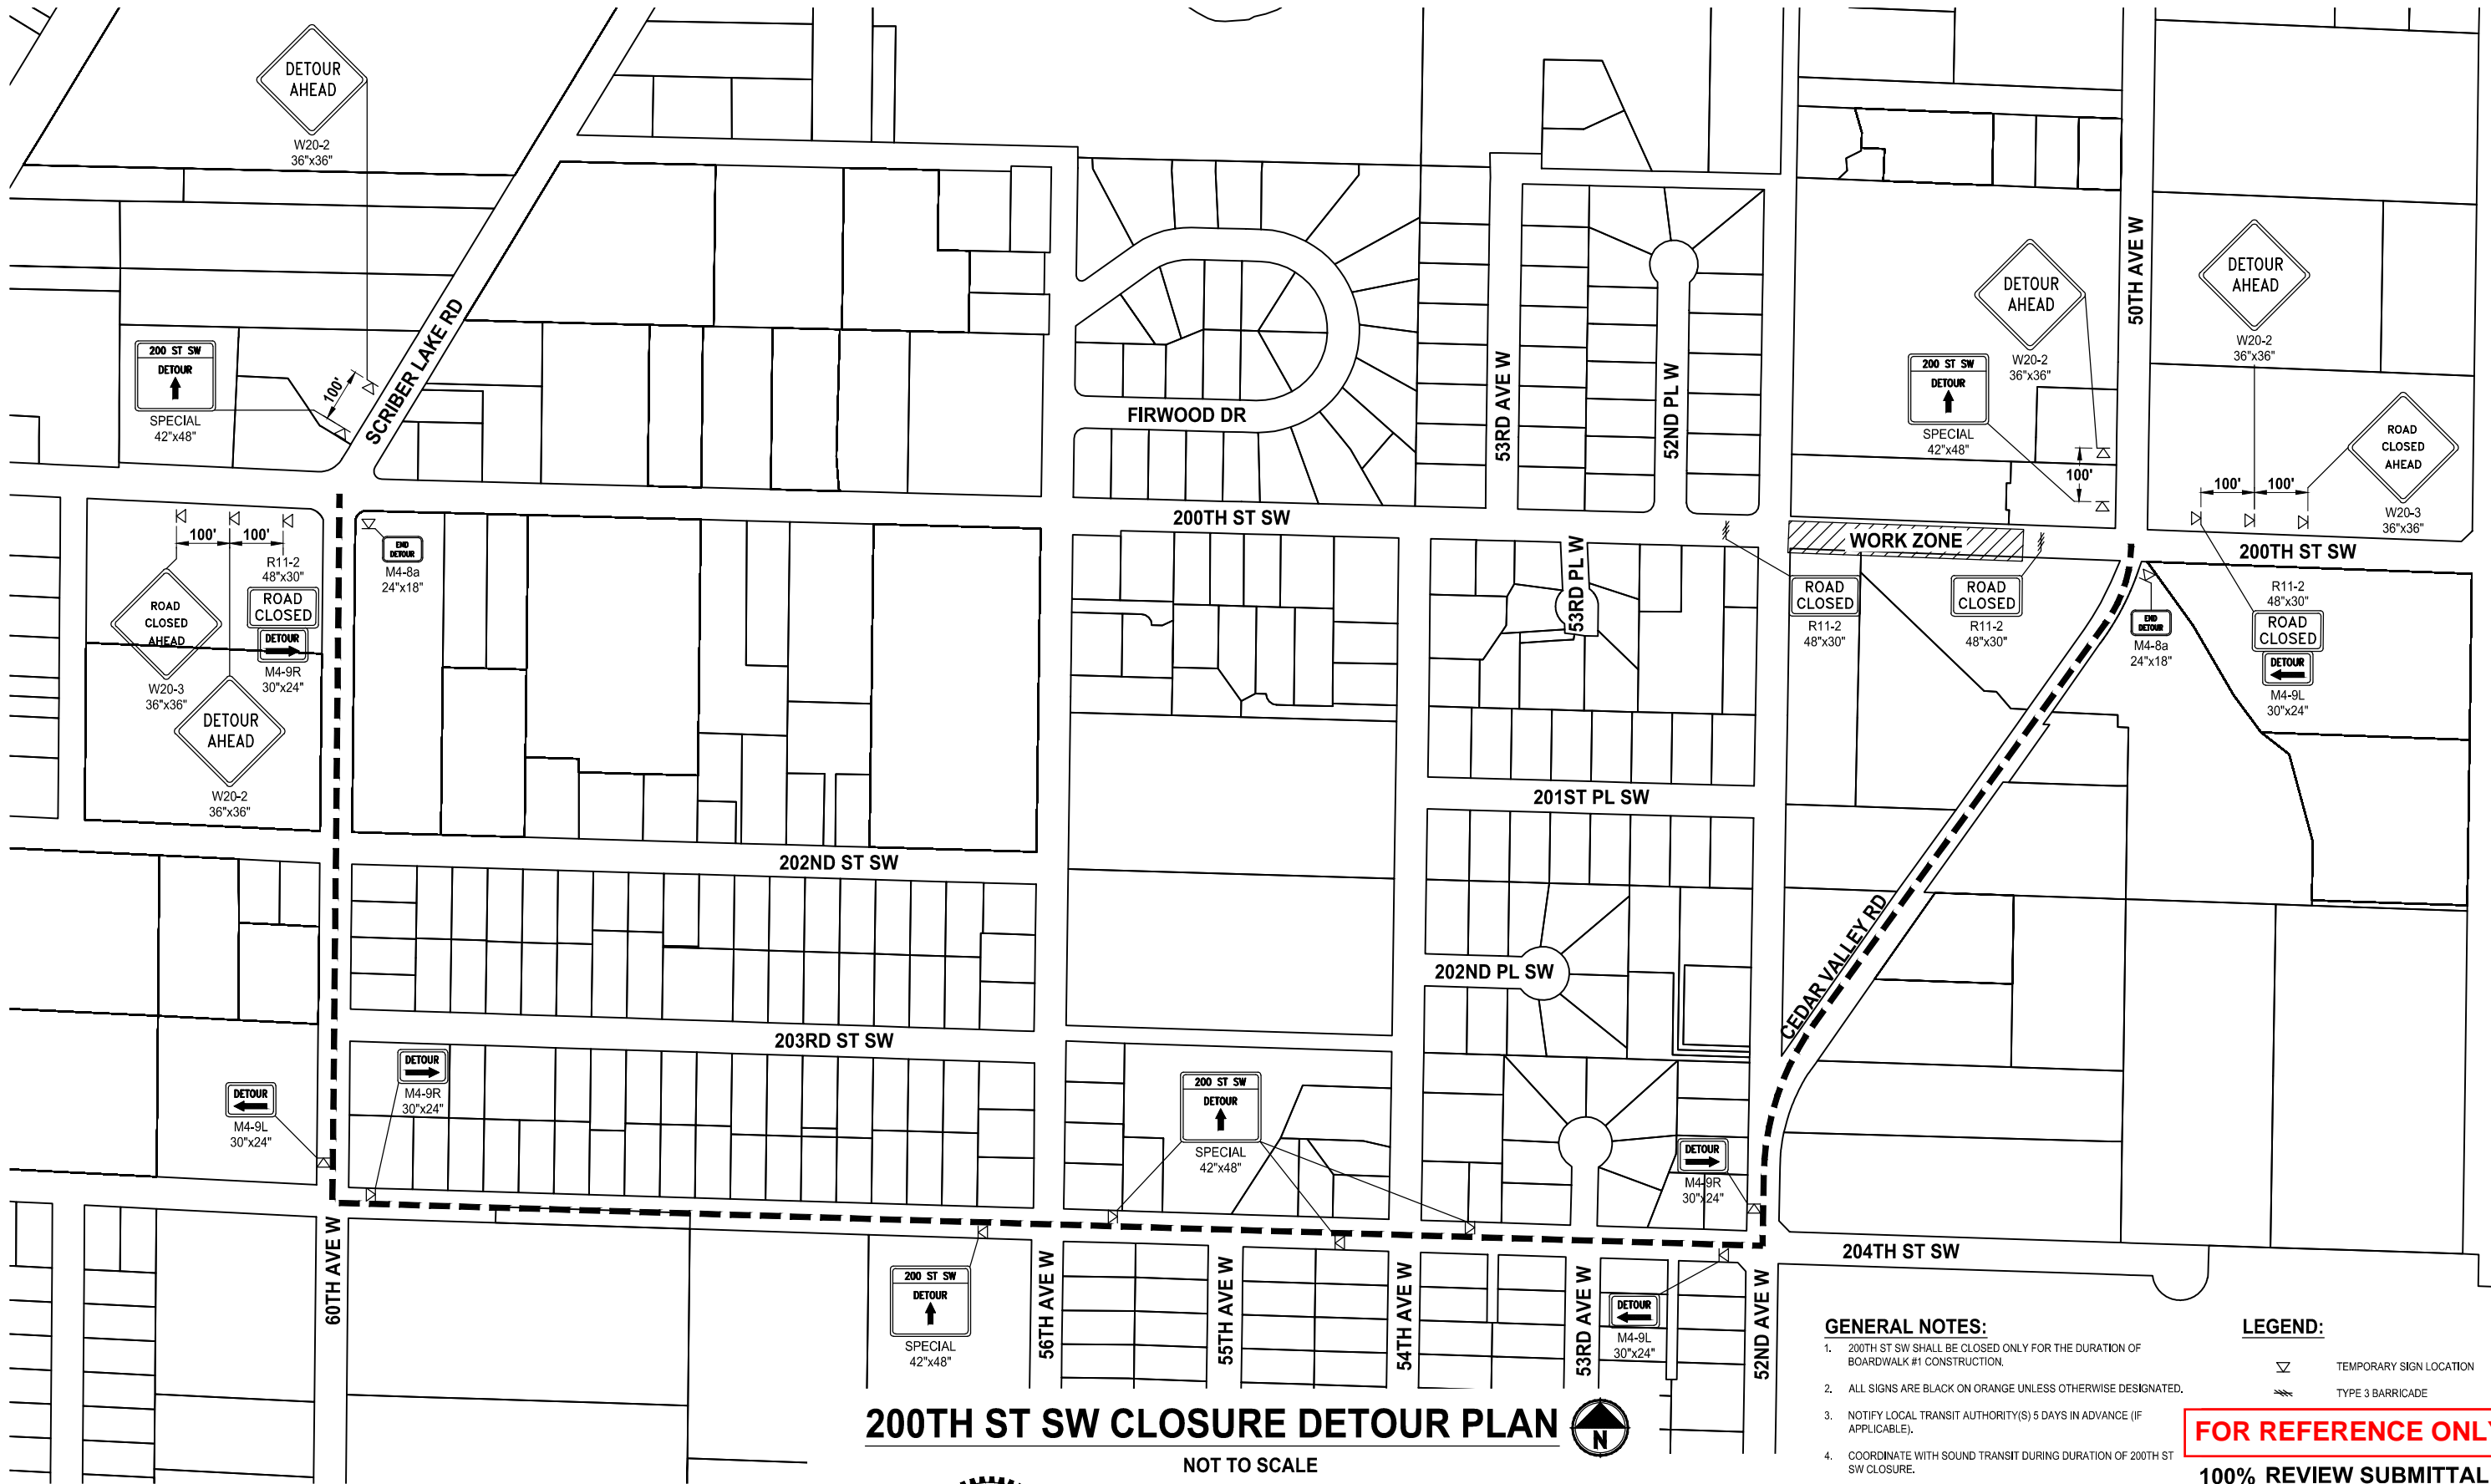 DETOUR
AHEAD
W20-2
36"x36"
200 ST SW
DETOUR
SPECIAL
42"x48"
100'
SCRIBER LAKE RD
FIRWOOD DR
53RD AVE W
52ND PL W
50TH AVE W
DETOUR
AHEAD
W20-2
36"x36"
200 ST SW
DETOUR
SPECIAL
42"x48"
100'
DETOUR
AHEAD
W20-2
36"x36"
ROAD
CLOSED
AHEAD
W20-3
36"x36"
100'
100'
200TH ST SW
WORK ZONE
200TH ST SW
100'
100'
R11-2
48"x30"
ROAD
CLOSED
DETOUR
M4-9R
30"x24"
ROAD
CLOSED
AHEAD
W20-3
36"x36"
DETOUR
AHEAD
W20-2
36"x36"
END
DETOUR
M4-8a
24"x18"
53RD PL W
ROAD
CLOSED
R11-2
48"x30"
ROAD
CLOSED
R11-2
48"x30"
END
DETOUR
M4-8a
24"x18"
R11-2
48"x30"
ROAD
CLOSED
DETOUR
M4-9L
30"x24"
201ST PL SW
202ND ST SW
202ND PL SW
CEDAR VALLEY RD
203RD ST SW
DETOUR
M4-9L
30"x24"
DETOUR
M4-9R
30"x24"
200 ST SW
DETOUR
SPECIAL
42"x48"
DETOUR
M4-9R
30"x24"
204TH ST SW
60TH AVE W
200 ST SW
DETOUR
SPECIAL
42"x48"
56TH AVE W
55TH AVE W
54TH AVE W
53RD AVE W
DETOUR
M4-9L
30"x24"
52ND AVE W
GENERAL NOTES:
1. 200TH ST SW SHALL BE CLOSED ONLY FOR THE DURATION OF
BOARDWALK #1 CONSTRUCTION.
2. ALL SIGNS ARE BLACK ON ORANGE UNLESS OTHERWISE DESIGNATED.
3. NOTIFY LOCAL TRANSIT AUTHORITY(S) 5 DAYS IN ADVANCE (IF
APPLICABLE).
4. COORDINATE WITH SOUND TRANSIT DURING DURATION OF 200TH ST
SW CLOSURE.
LEGEND:
TEMPORARY SIGN LOCATION
TYPE 3 BARRICADE
FOR REFERENCE ONLY
100% REVIEW SUBMITTAL
200TH ST SW CLOSURE DETOUR PLAN
N
NOT TO SCALE